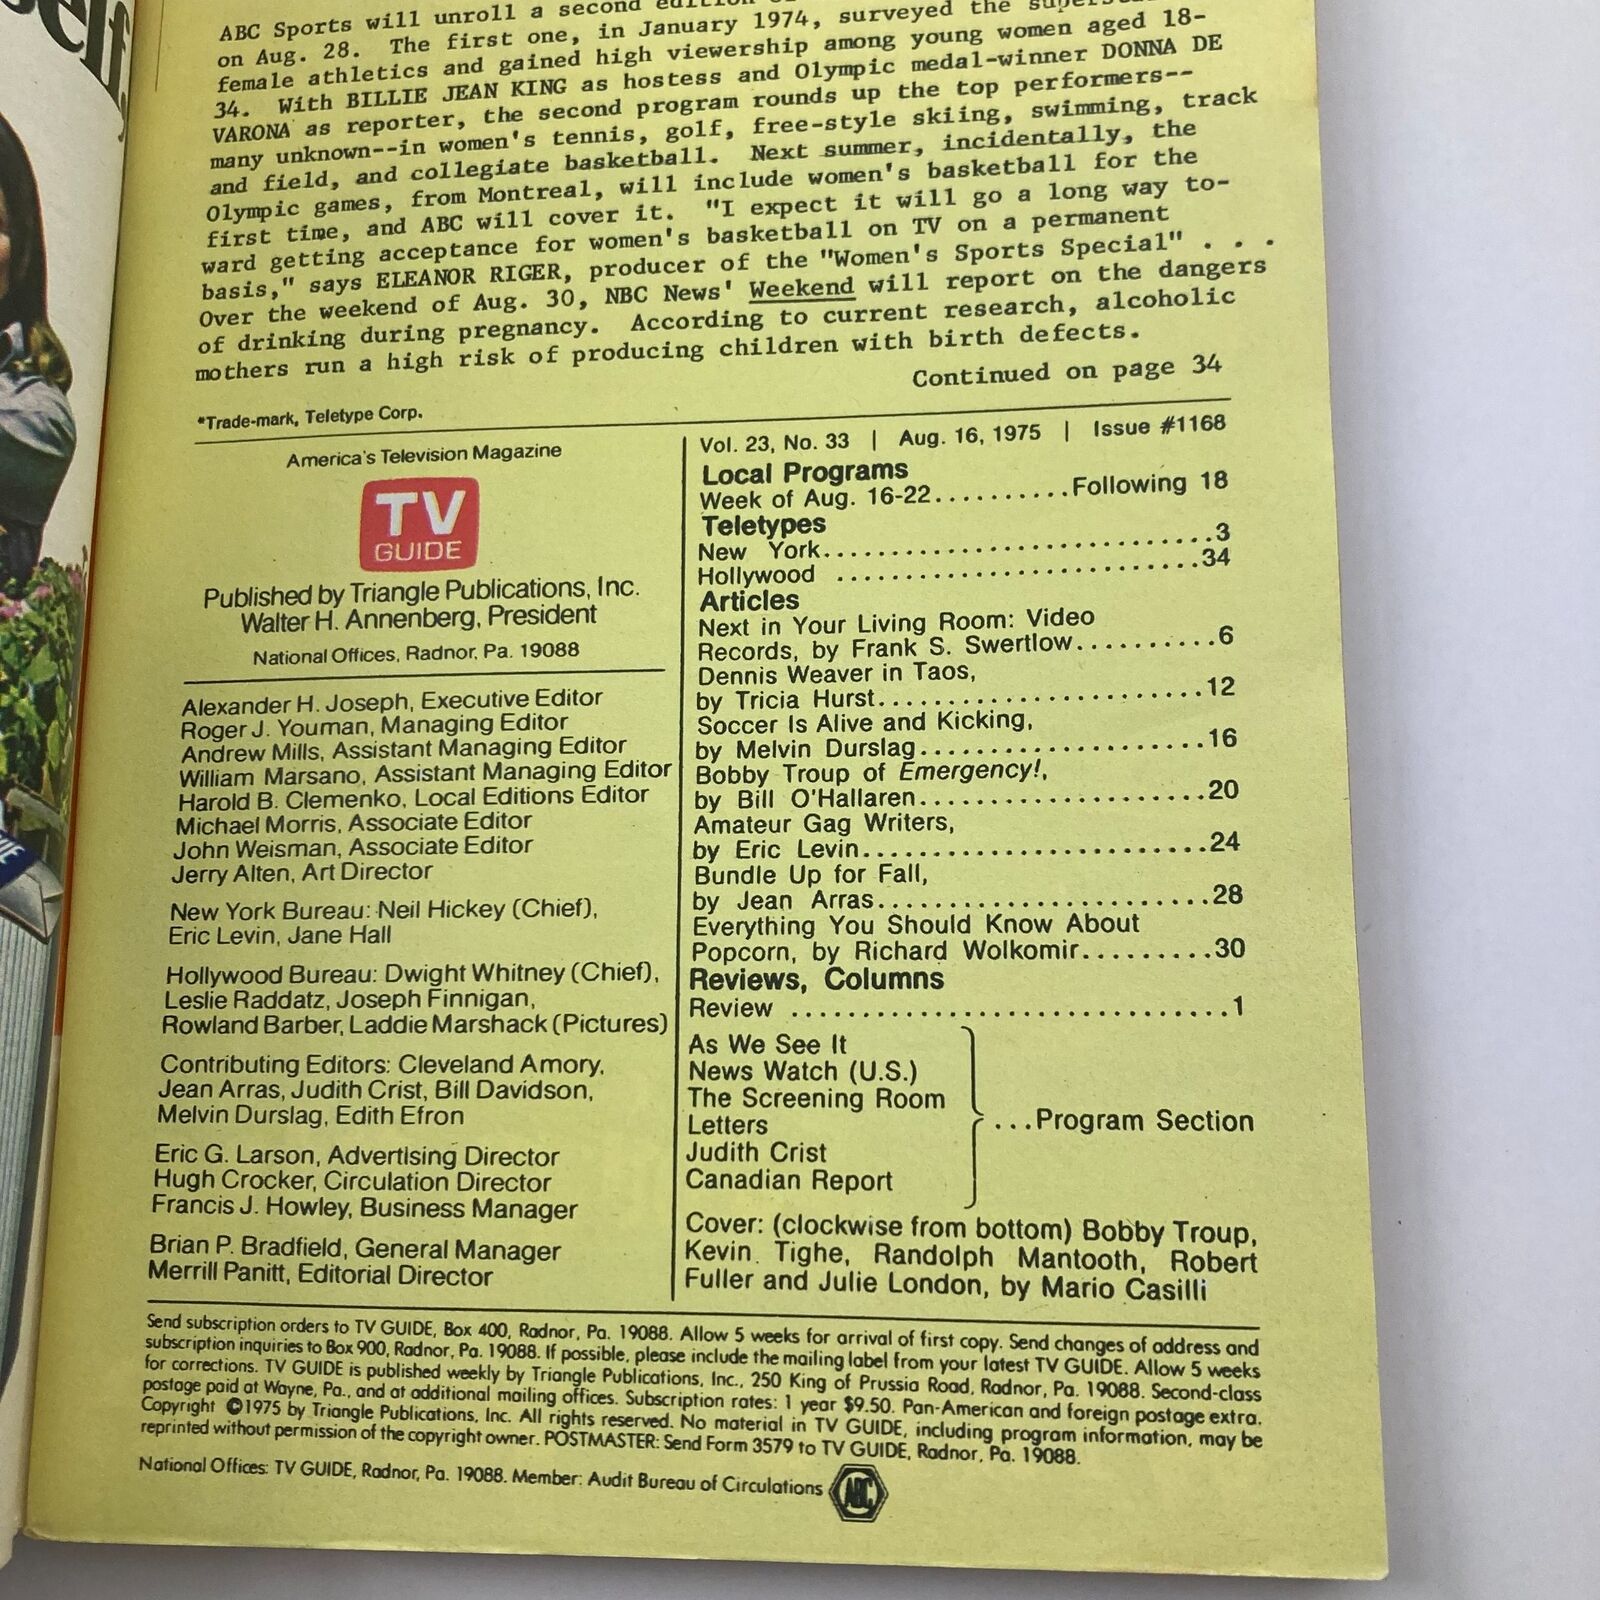 self,
ABC Sports will unroll a second
on Aug. 28. The first one, in January 1974, surveyed the
female athletics and gained high viewership among young women aged 18-
34. With BILLIE JEAN KING as hostess and Olympic medal-winner DONNA DE
VARONA as reporter, the second program rounds up the top performers--
many unknown--in women's tennis, golf, free-style skiing, swimming, track
and field, and collegiate basketball. Next summer, incidentally, the
Olympic games, from Montreal, will include women's basketball for the
first time, and ABC will cover it. "I expect it will go a long way to-
ward getting acceptance for women's basketball on TV on a permanent
basis," says ELEANOR RIGER, producer of the "Women's Sports Special" . . .
Over the weekend of Aug. 30, NBC News' Weekend will report on the dangers
of drinking during pregnancy. According to current research, alcoholic
mothers run a high risk of producing children with birth defects.
Continued on page 34
*Trade-mark, Teletype Corp.
America's Television Magazine
TV
GUIDE
Published by Triangle Publications, Inc.
Walter H. Annenberg, President
National Offices, Radnor, Pa. 19088
Alexander H. Joseph, Executive Editor
Roger J. Youman, Managing Editor
Andrew Mills, Assistant Managing Editor
William Marsano, Assistant Managing Editor
Harold B. Clemenko, Local Editions Editor
Michael Morris, Associate Editor
John Weisman, Associate Editor
Jerry Alten, Art Director
New York Bureau: Neil Hickey (Chief),
Eric Levin, Jane Hall
Hollywood Bureau: Dwight Whitney (Chief),
Leslie Raddatz, Joseph Finnigan,
Rowland Barber, Laddie Marshack (Pictures)
Contributing Editors: Cleveland Amory,
Jean Arras, Judith Crist, Bill Davidson,
Melvin Durslag, Edith Efron
Eric G. Larson, Advertising Director
Hugh Crocker, Circulation Director
Francis J. Howley, Business Manager
Brian P. Bradfield, General Manager
Merrill Panitt, Editorial Director
Vol. 23, No. 33 | Aug. 16, 1975 | Issue #1168
Local Programs
Week of Aug. 16-22..........Following 18
Teletypes
New York............................3
Hollywood ..........................34
Articles
Next in Your Living Room: Video
Records, by Frank S. Swertlow..........6
Dennis Weaver in Taos,
by Tricia Hurst........................12
Soccer Is Alive and Kicking,
by Melvin Durslag.....................16
Bobby Troup of Emergency!,
by Bill O'Hallaren.....................20
Amateur Gag Writers,
by Eric Levin.........................24
Bundle Up for Fall,
by Jean Arras........................28
Everything You Should Know About
Popcorn, by Richard Wolkomir.........30
Reviews, Columns
Review ................................1
As We See It
News Watch (U.S.)
The Screening Room
Letters
Judith Crist
Canadian Report
...Program Section
Cover: (clockwise from bottom) Bobby Troup,
Kevin Tighe, Randolph Mantooth, Robert
Fuller and Julie London, by Mario Casilli
Send subscription orders to TV GUIDE, Box 400, Radnor, Pa. 19088. Allow 5 weeks for arrival of first copy. Send changes of address and
subscription inquiries to Box 900, Radnor, Pa. 19088. If possible, please include the mailing label from your latest TV GUIDE. Allow 5 weeks
for corrections. TV GUIDE is published weekly by Triangle Publications, Inc., 250 King of Prussia Road, Radnor, Pa. 19088. Second-class
postage paid at Wayne, Pa., and at additional mailing offices. Subscription rates: 1 year $9.50. Pan-American and foreign postage extra.
Copyright ©1975 by Triangle Publications, Inc. All rights reserved. No material in TV GUIDE, including program information, may be
reprinted without permission of the copyright owner. POSTMASTER: Send Form 3579 to TV GUIDE, Radnor, Pa. 19088.
National Offices: TV GUIDE, Radnor, Pa. 19088. Member: Audit Bureau of Circulations
ABC